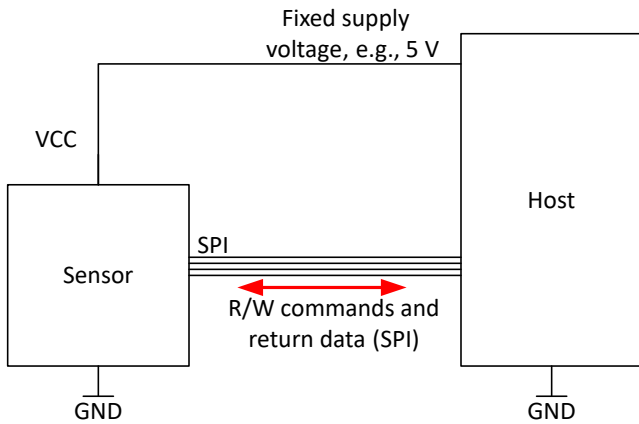 Fixed supply
voltage, e.g., 5 V
VCC
Host
SPI
Sensor
R/W commands and
return data (SPI)
GND
GND